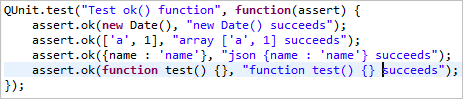 QUnit.test("Test ok() function", function(assert) {
    assert.ok(new Date(), "new Date() succeeds");
    assert.ok(['a', 1], "array ['a', 1] succeeds");
    assert.ok({name : 'name'}, "json {name : 'name'} succeeds");
    assert.ok(function test() {}, "function test() {} succeeds");
});